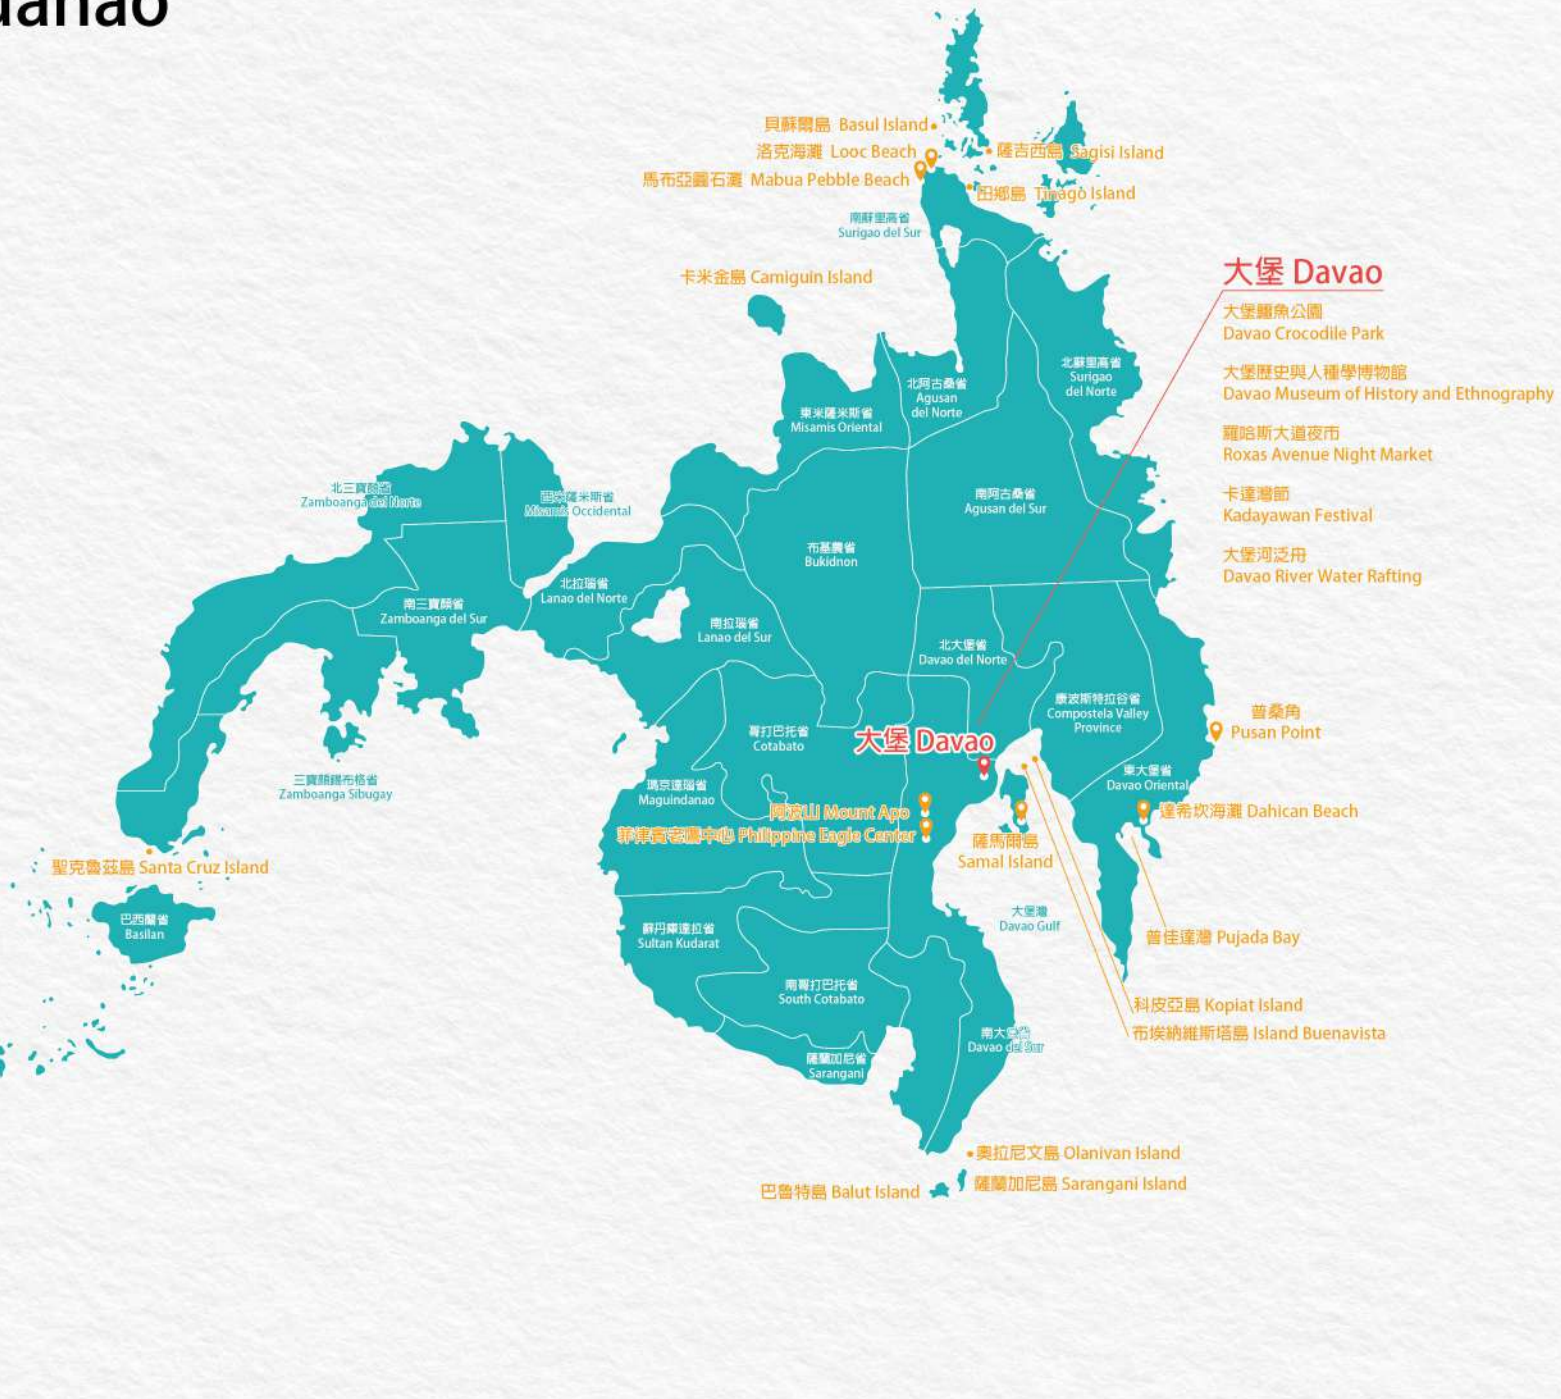 貝蘇爾島 Basul Island
洛克海灘 Looc Beach
薩吉西島 Sagisi Island
馬布亞圓石灘 Mabua Pebble Beach
田鄉島 Tinago Island
南蘇里高省
Surigao del Sur
卡米金島 Camiguin Island
大堡 Davao
大堡鱷魚公園
Davao Crocodile Park
大堡歷史與人種學博物館
Davao Museum of History and Ethnography
羅哈斯大道夜市
Roxas Avenue Night Market
卡達灣節
Kadayawan Festival
大堡河泛舟
Davao River Water Rafting
北蘇里高省
Surigao
del Norte
北阿古桑省
Agusan
del Norte
東米薩米斯省
Misamis Oriental
北三寶顏省
Zamboanga del Norte
西米薩米斯省
Misamis Occidental
南阿古桑省
Agusan del Sur
布基農省
Bukidnon
北拉瑙省
Lanao del Norte
南三寶顏省
Zamboanga del Sur
南拉瑙省
Lanao del Sur
北大堡省
Davao del Norte
康波斯特拉谷省
Compostela Valley
Province
普桑角
Pusan Point
哥打巴托省
Cotabato
大堡 Davao
三寶顏錫布格省
Zamboanga Sibugay
瑪京達瑙省
Maguindanao
東大堡省
Davao Oriental
阿波山 Mount Apo
達希坎海灘 Dahican Beach
菲律賓老鷹中心 Philippine Eagle Center
薩馬爾島
Samal Island
聖克魯茲島 Santa Cruz Island
巴西蘭省
Basilan
大堡灣
Davao Gulf
蘇丹庫達拉省
Sultan Kudarat
普佳達灣 Pujada Bay
南哥打巴托省
South Cotabato
科皮亞島 Kopiat Island
布埃納維斯塔島 Island Buenavista
南大堡省
Davao del Sur
薩蘭加尼省
Sarangani
奧拉尼文島 Olanivan Island
薩蘭加尼島 Sarangani Island
巴魯特島 Balut Island